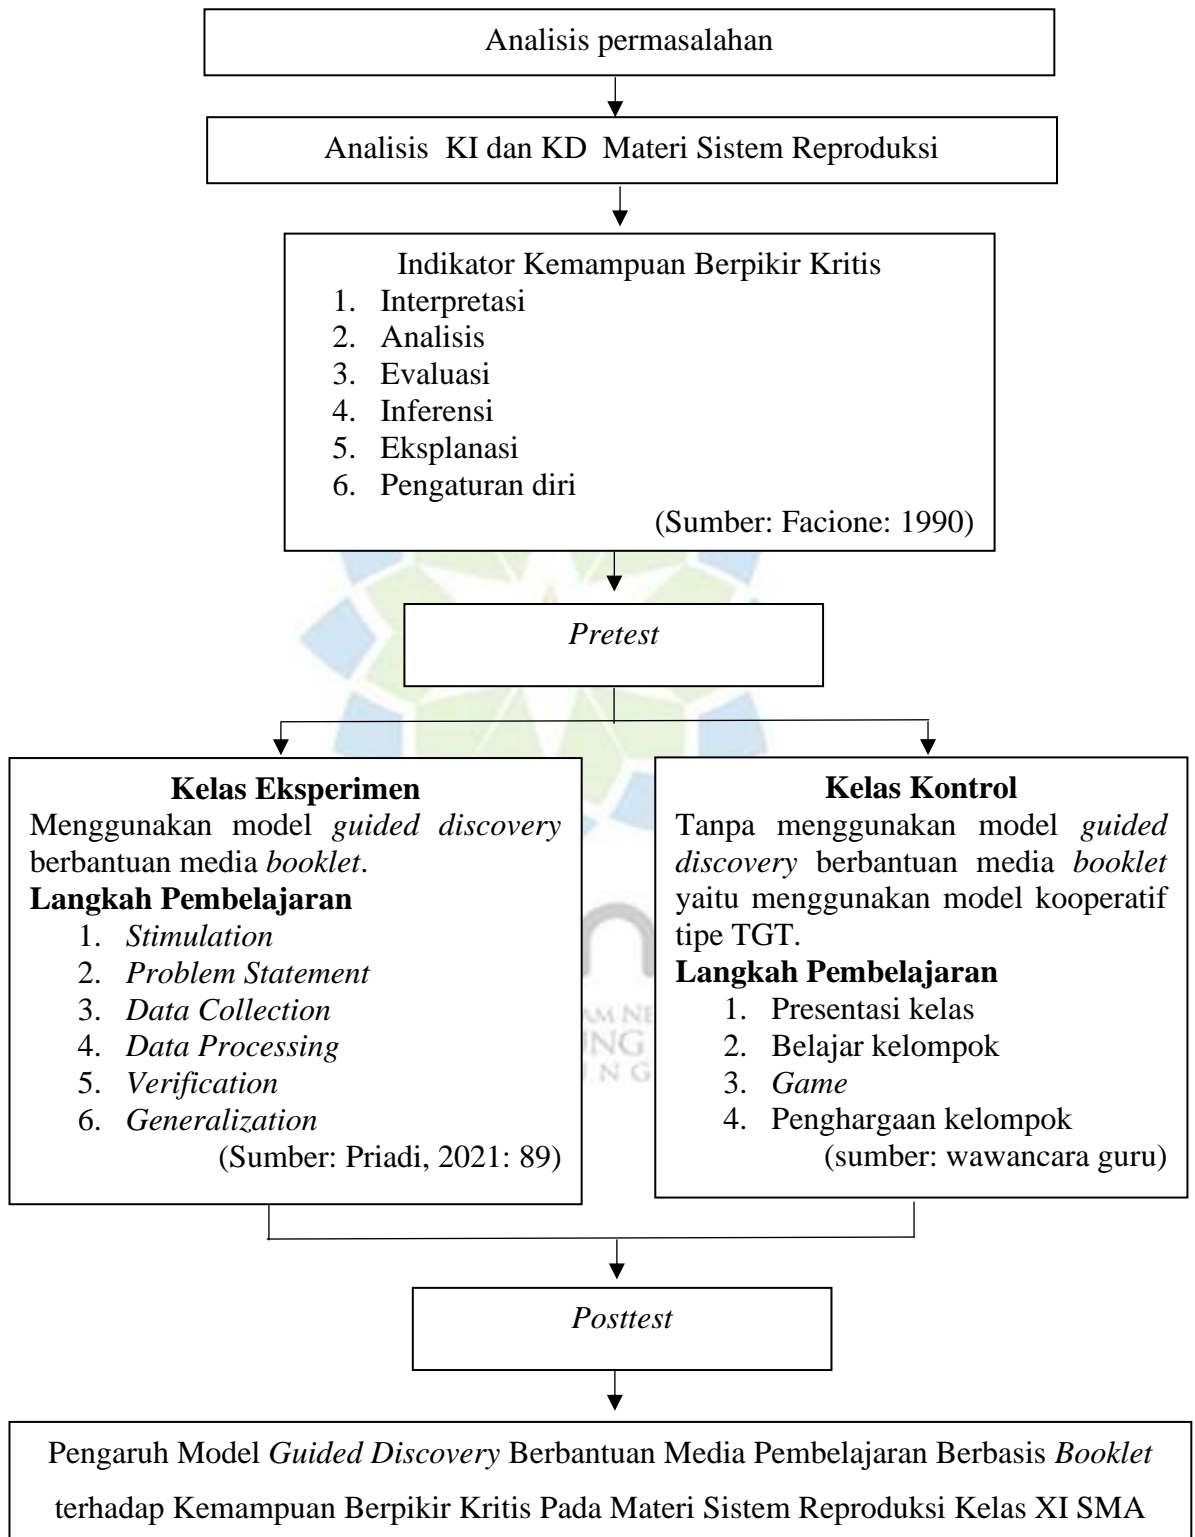 Analisis permasalahan
Analisis KI dan KD Materi Sistem Reproduksi
Indikator Kemampuan Berpikir Kritis
1. Interpretasi
2. Analisis
3. Evaluasi
4. Inferensi
5. Eksplanasi
6. Pengaturan diri
(Sumber: Facione: 1990)
Pretest
Kelas Eksperimen
Menggunakan model guided discovery
berbantuan media booklet.
Langkah Pembelajaran
1. Stimulation
2. Problem Statement
3. Data Collection
4. Data Processing
5. Verification
6. Generalization
(Sumber: Priadi, 2021: 89)
Kelas Kontrol
Tanpa menggunakan model guided
discovery berbantuan media booklet
yaitu menggunakan model kooperatif
tipe TGT.
Langkah Pembelajaran
1. Presentasi kelas
2. Belajar kelompok
3. Game
4. Penghargaan kelompok
(sumber: wawancara guru)
Posttest
Pengaruh Model Guided Discovery Berbantuan Media Pembelajaran Berbasis Booklet
terhadap Kemampuan Berpikir Kritis Pada Materi Sistem Reproduksi Kelas XI SMA